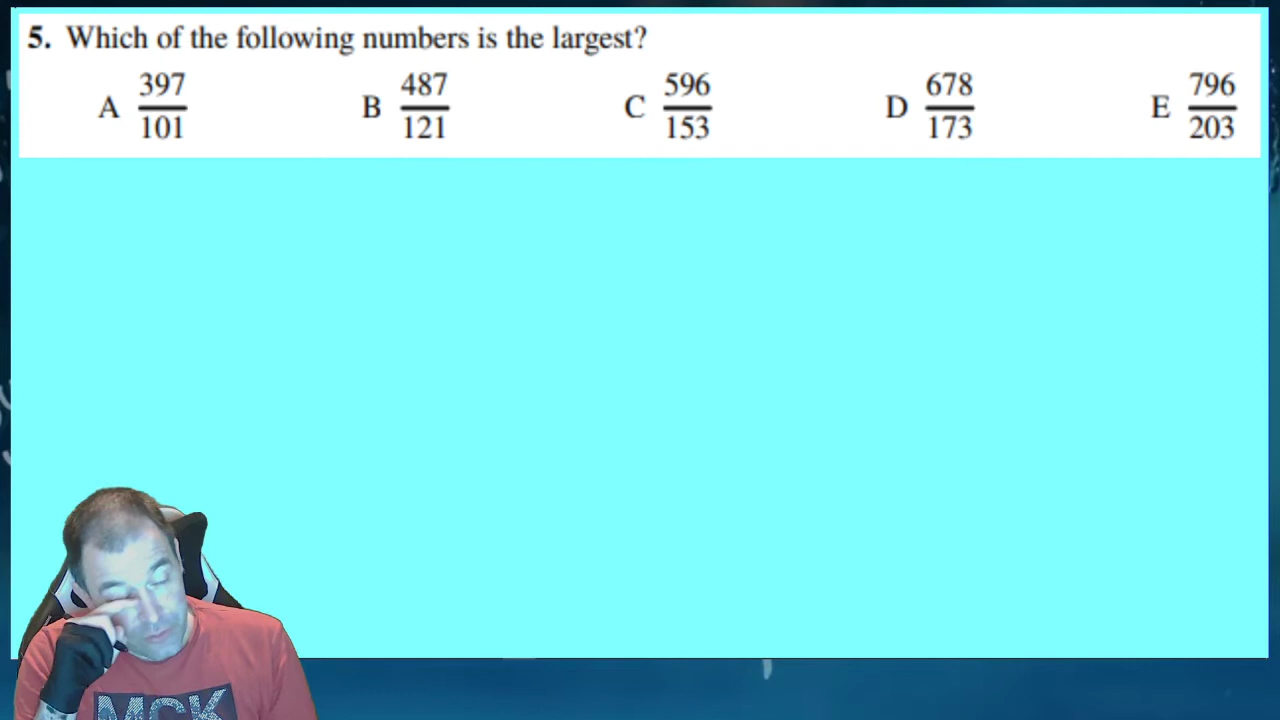 5. Which of the following numbers is the largest?
A 397/101 B 487/121 C 596/153 D 678/173 E 796/203
MCK